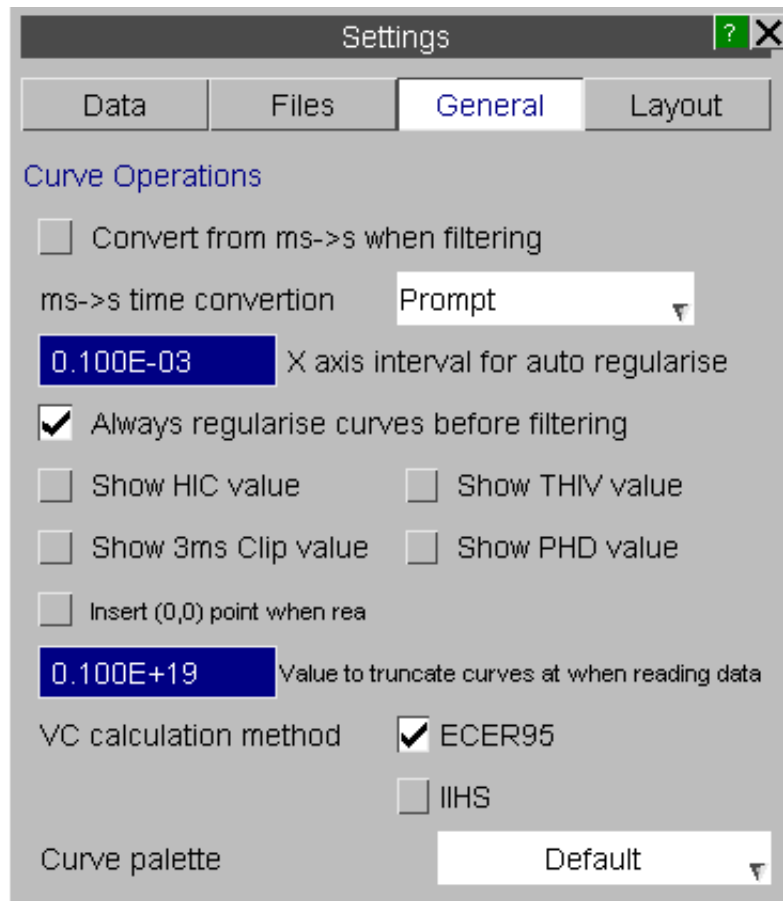 Settings ? X
Data Files General Layout
Curve Operations
Convert from ms->s when filtering
ms->s time convertion Prompt
0.100E-03 X axis interval for auto regularise
Always regularise curves before filtering
Show HIC value Show THIV value
Show 3ms Clip value Show PHD value
Insert (0,0) point when rea
0.100E+19 Value to truncate curves at when reading data
VC calculation method ECER95
IIHS
Curve palette Default